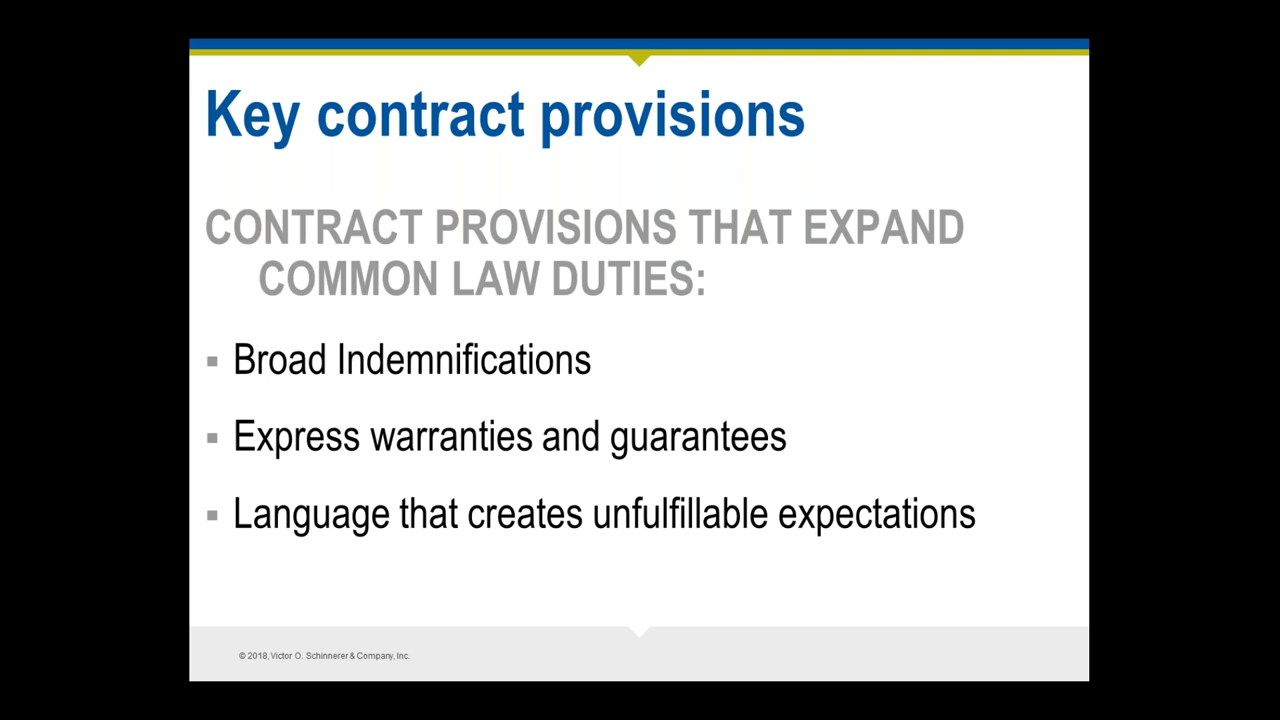 Key contract provisions
CONTRACT PROVISIONS THAT EXPAND
COMMON LAW DUTIES:
▪ Broad Indemnifications
▪ Express warranties and guarantees
▪ Language that creates unfulfillable expectations
© 2018, Victor O. Schinnerer & Company, Inc.